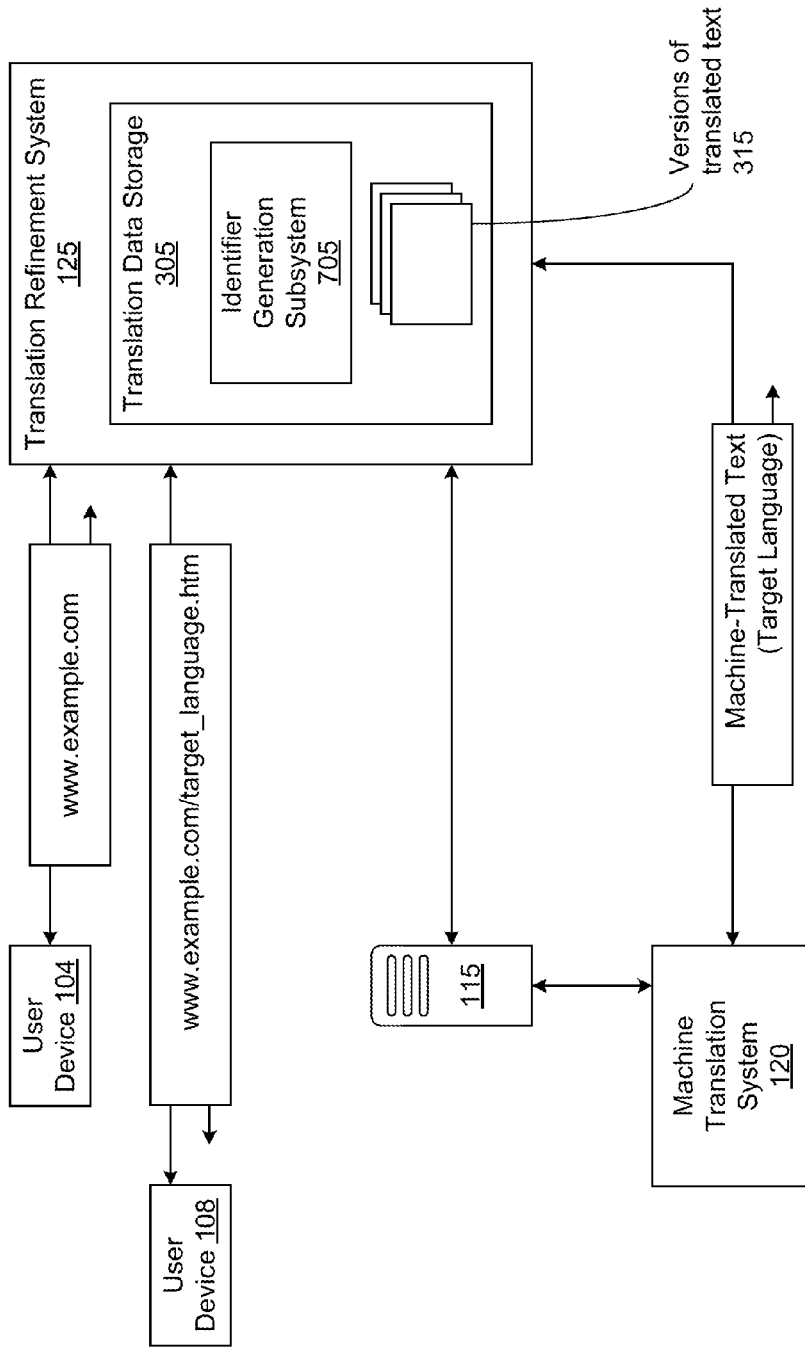 User
Device 104
www.example.com
User
Device 108
www.example.com/target_language.htm
115
Machine
Translation
System
120
Machine-Translated Text
(Target Language)
Translation Refinement System
125
Translation Data Storage
305
Identifier
Generation
Subsystem
705
Versions of
translated text
315